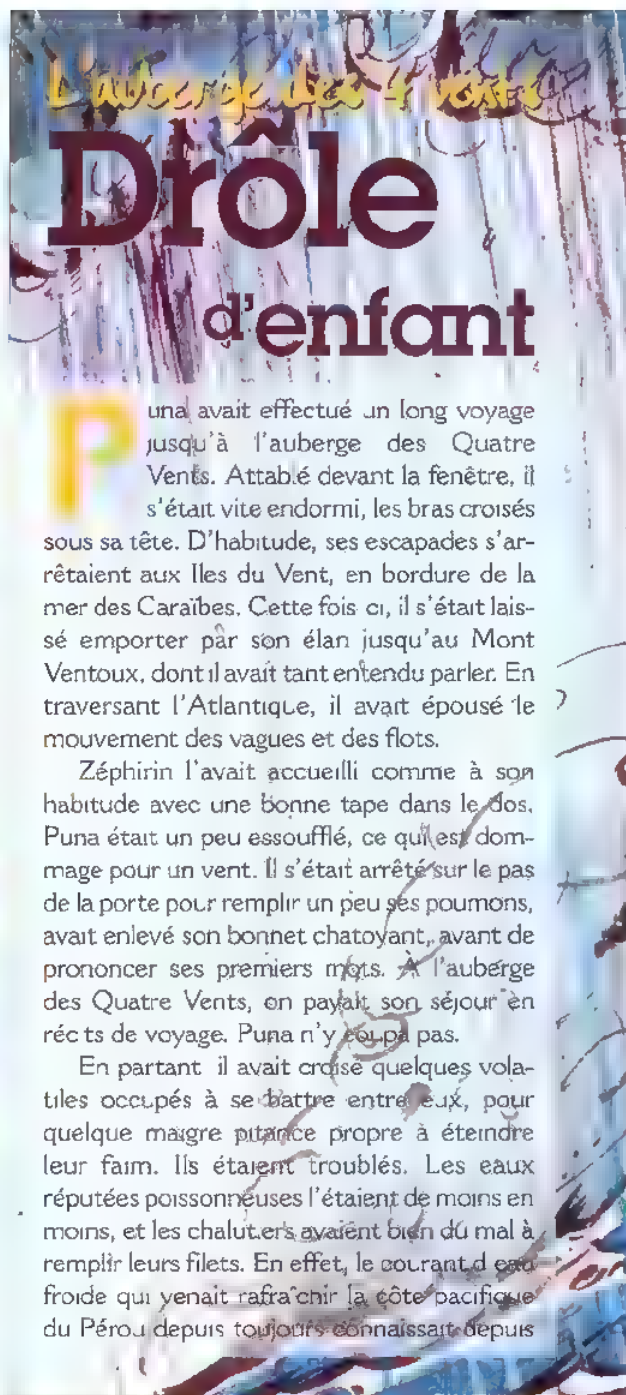 L'auberge des 4 vents
Drôle
d'enfant
Puna avait effectué un long voyage
jusqu'à l'auberge des Quatre
Vents. Attablé devant la fenêtre, il
s'était vite endormi, les bras croisés
sous sa tête. D'habitude, ses escapades s'ar-
rêtaient aux Iles du Vent, en bordure de la
mer des Caraïbes. Cette fois ci, il s'était lais-
sé emporter par son élan jusqu'au Mont
Ventoux, dont il avait tant entendu parler. En
traversant l'Atlantique, il avait épousé le
mouvement des vagues et des flots.
Zéphirin l'avait accueilli comme à son
habitude avec une bonne tape dans le dos.
Puna était un peu essoufflé, ce qui est dom-
mage pour un vent. Il s'était arrêté sur le pas
de la porte pour remplir un peu ses poumons,
avait enlevé son bonnet chatoyant, avant de
prononcer ses premiers mots. À l'auberge
des Quatre Vents, on payait son séjour en
récits de voyage. Puna n'y coupa pas.
En partant il avait croisé quelques vola-
tiles occupés à se battre entre eux, pour
quelque maigre pitance propre à éteindre
leur faim. Ils étaient troublés. Les eaux
réputées poissonneuses l'étaient de moins en
moins, et les chalutiers avaient bien du mal à
remplir leurs filets. En effet, le courant d'eau
froide qui venait rafraîchir la côte pacifique
du Pérou depuis toujours connaissait depuis